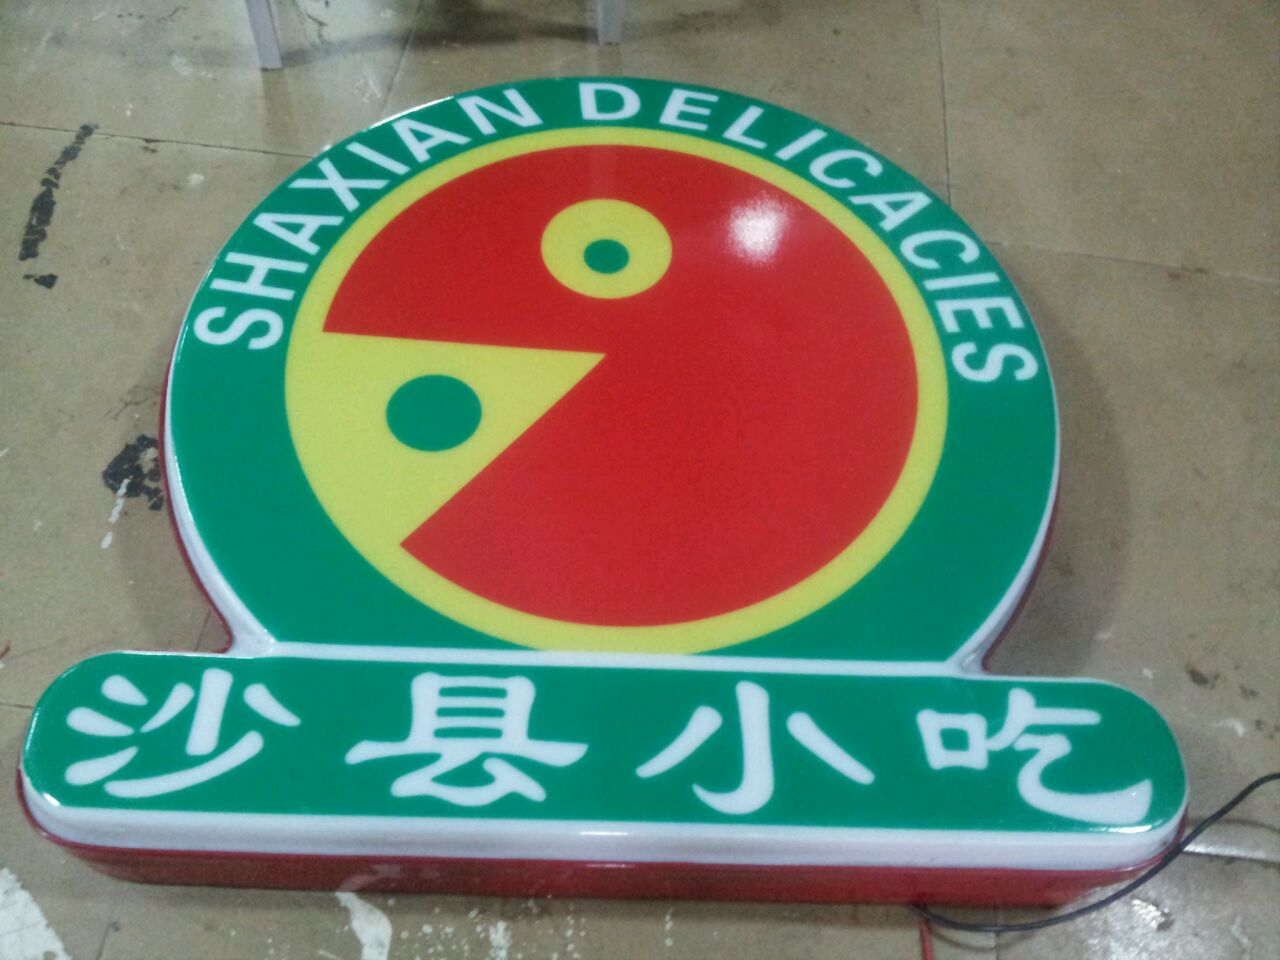 SHAXIAN DELICACIES
沙县小吃